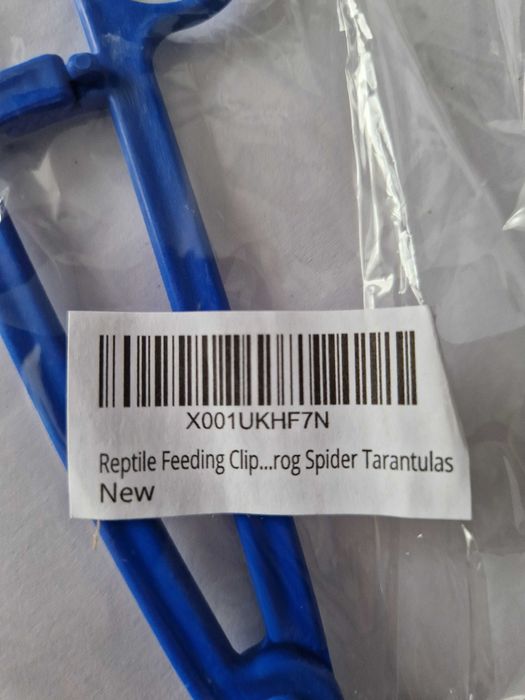 X001UKHF7N
Reptile Feeding Clip...rog Spider Tarantulas
New